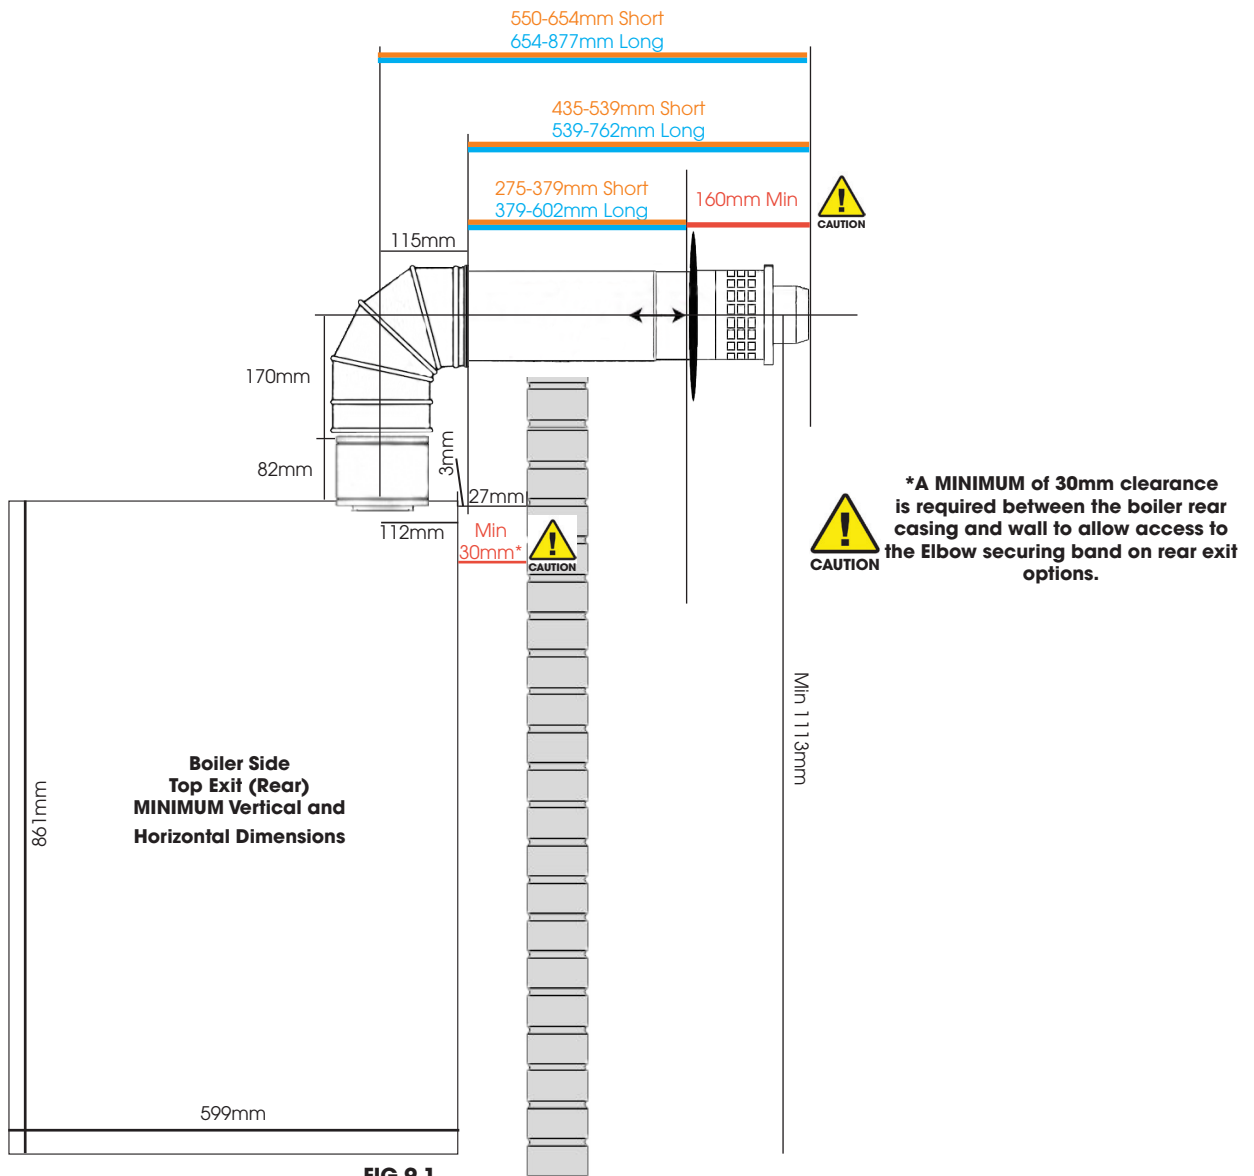 550-654mm Short
654-877mm Long
435-539mm Short
539-762mm Long
275-379mm Short
379-602mm Long
160mm Min
CAUTION
115mm
170mm
82mm
3mm
27mm
112mm
Min
30mm*
CAUTION
CAUTION
*A MINIMUM of 30mm clearance
is required between the boiler rear
casing and wall to allow access to
the Elbow securing band on rear exit
options.
Min 1113mm
Boiler Side
Top Exit (Rear)
MINIMUM Vertical and
Horizontal Dimensions
861mm
599mm
FIG 9.1